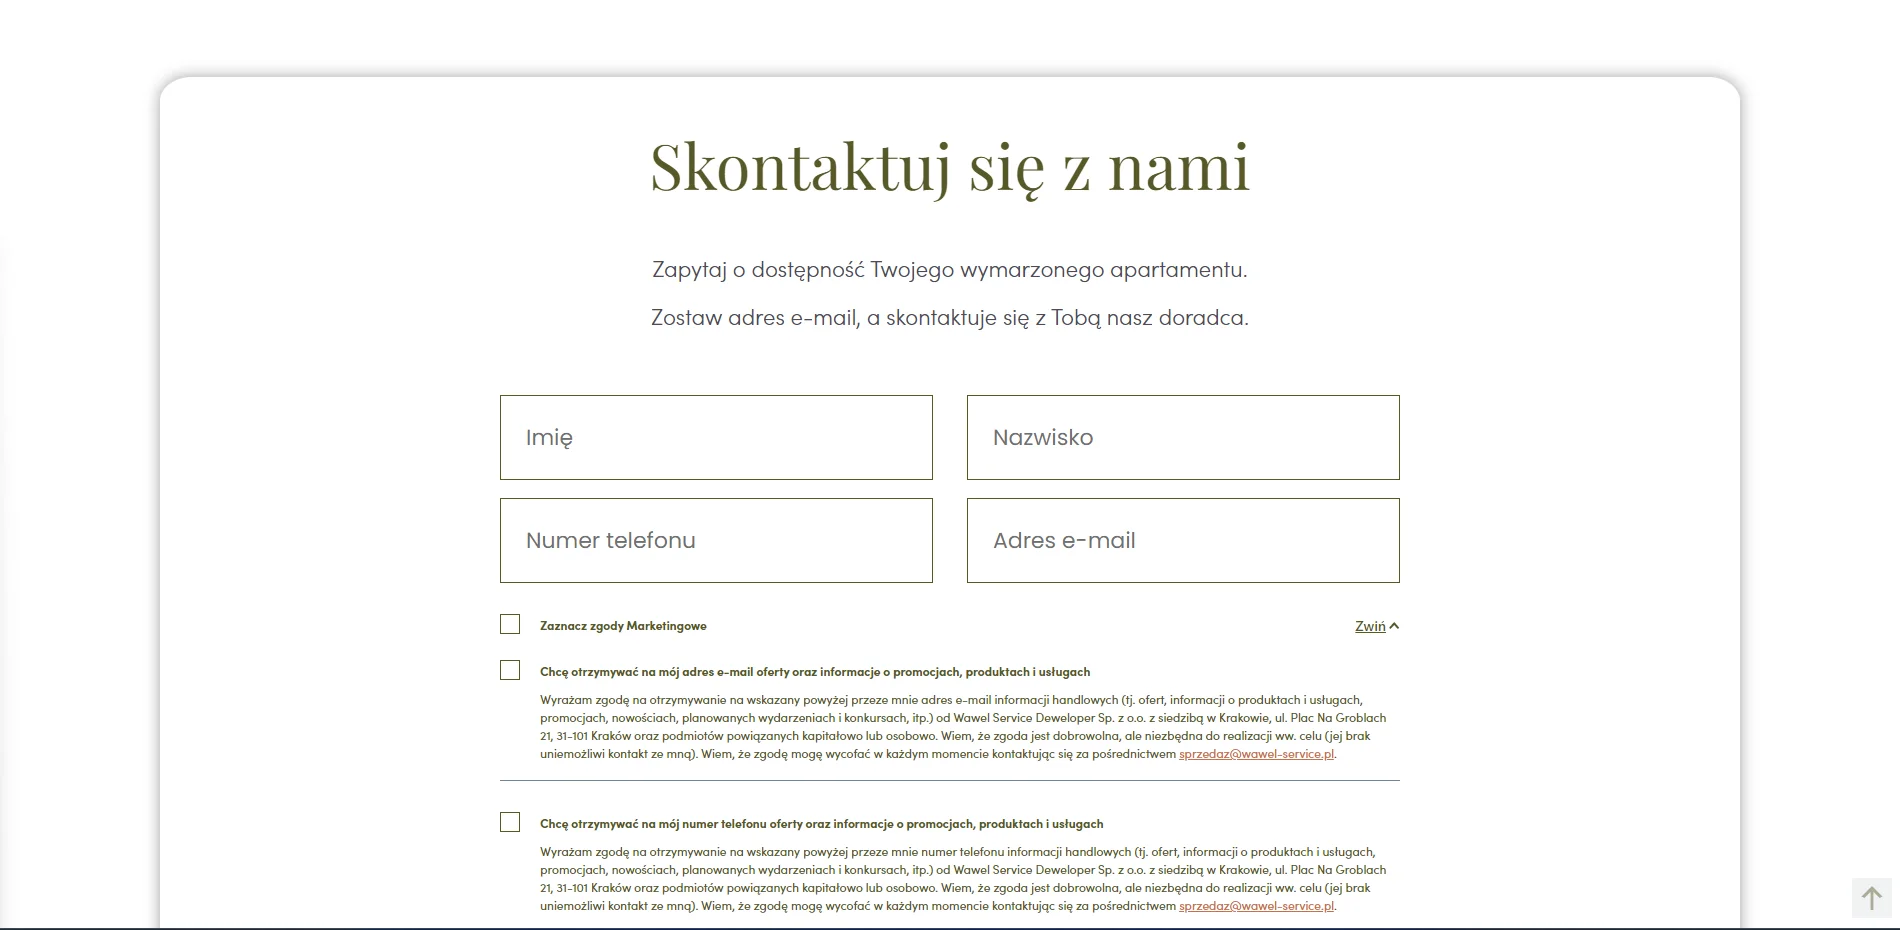 Skontaktuj się z nami
Zapytaj o dostępność Twojego wymarzonego apartamentu.
Zostaw adres e-mail, a skontaktuje się z Tobą nasz doradca.
Imię
Nazwisko
Numer telefonu
Adres e-mail
Zaznacz zgody Marketingowe
Zwiń
Chcę otrzymywać na mój adres e-mail oferty oraz informacje o promocjach, produktach i usługach
Wyrażam zgodę na otrzymywanie na wskazany powyżej przeze mnie adres e-mail informacji handlowych (tj. ofert, informacji o produktach i usługach,
promocjach, nowościach, planowanych wydarzeniach i konkursach, itp.) od Wawel Service Deweloper Sp. z o.o. z siedzibą w Krakowie, ul. Plac Na Groblach
21, 31-101 Kraków oraz podmiotów powiązanych kapitałowo lub osobowo. Wiem, że zgoda jest dobrowolna, ale niezbędna do realizacji ww. celu (jej brak
uniemożliwi kontakt ze mną). Wiem, że zgodę mogę wycofać w każdym momencie kontaktując się za pośrednictwem sprzedaz@wawel-service.pl.
Chcę otrzymywać na mój numer telefonu oferty oraz informacje o promocjach, produktach i usługach
Wyrażam zgodę na otrzymywanie na wskazany powyżej przeze mnie numer telefonu informacji handlowych (tj. ofert, informacji o produktach i usługach,
promocjach, nowościach, planowanych wydarzeniach i konkursach, itp.) od Wawel Service Deweloper Sp. z o.o. z siedzibą w Krakowie, ul. Plac Na Groblach
21, 31-101 Kraków oraz podmiotów powiązanych kapitałowo lub osobowo. Wiem, że zgoda jest dobrowolna, ale niezbędna do realizacji ww. celu (jej brak
uniemożliwi kontakt ze mną). Wiem, że zgodę mogę wycofać w każdym momencie kontaktując się za pośrednictwem sprzedaz@wawel-service.pl.